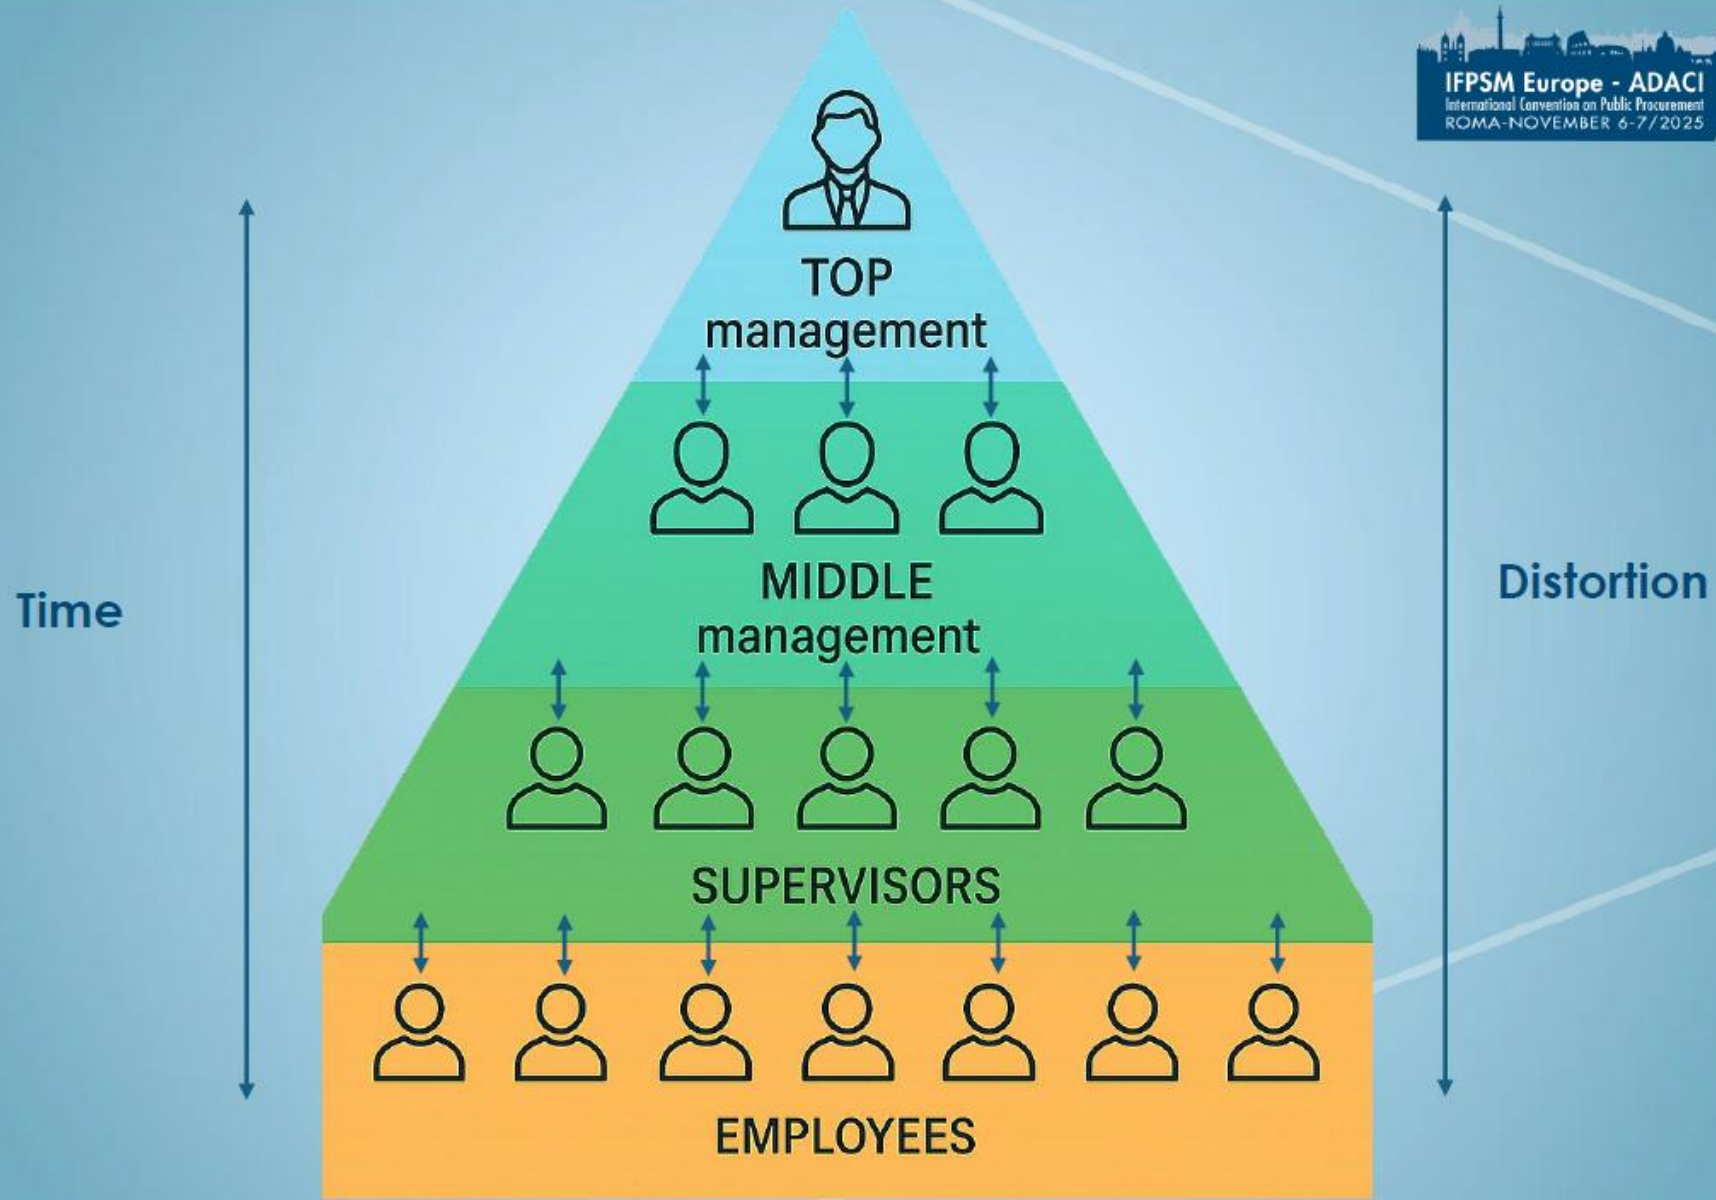 IFPSM Europe - ADACI
International Convention on Public Procurement
ROMA-NOVEMBER 6-7/2025
TOP
management
MIDDLE
management
Time
Distortion
SUPERVISORS
EMPLOYEES